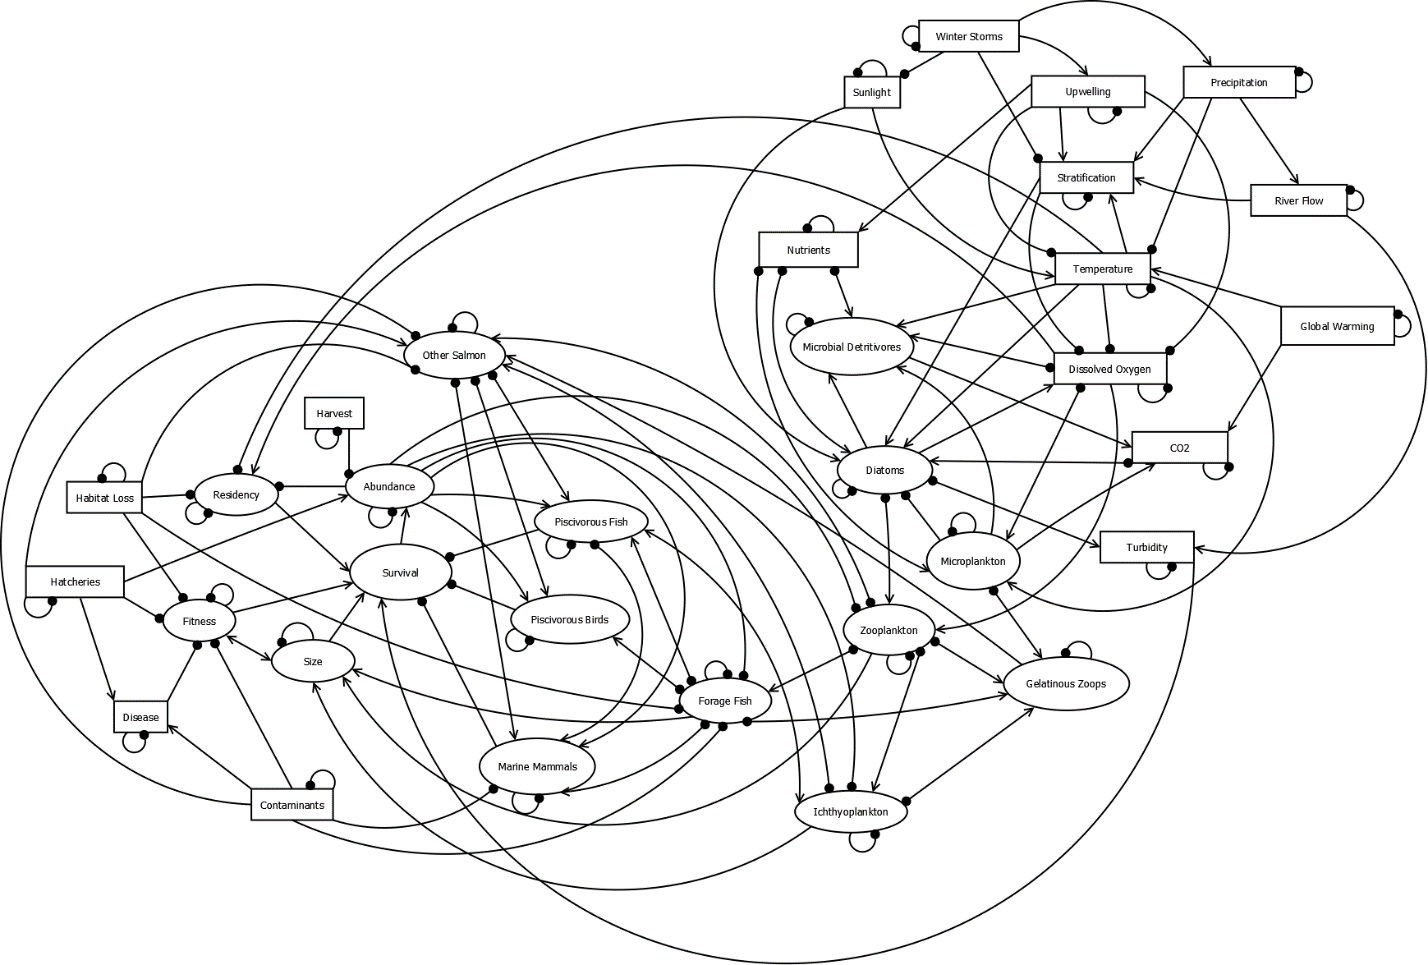 Winter Storms
Precipitation
Sunlight
Upwelling
Stratification
River Flow
Nutrients
Temperature
Global Warming
Microbial Detritivores
Other Salmon
Dissolved Oxygen
Harvest
CO2
Diatoms
Abundance
Habitat Loss
Residency
Piscivorous Fish
Turbidity
Microplankton
Survival
Hatcheries
Piscivorous Birds
Fitness
Zooplankton
Size
Gelatinous Zoops
Forage Fish
Disease
Marine Mammals
Contaminants
Ichthyoplankton